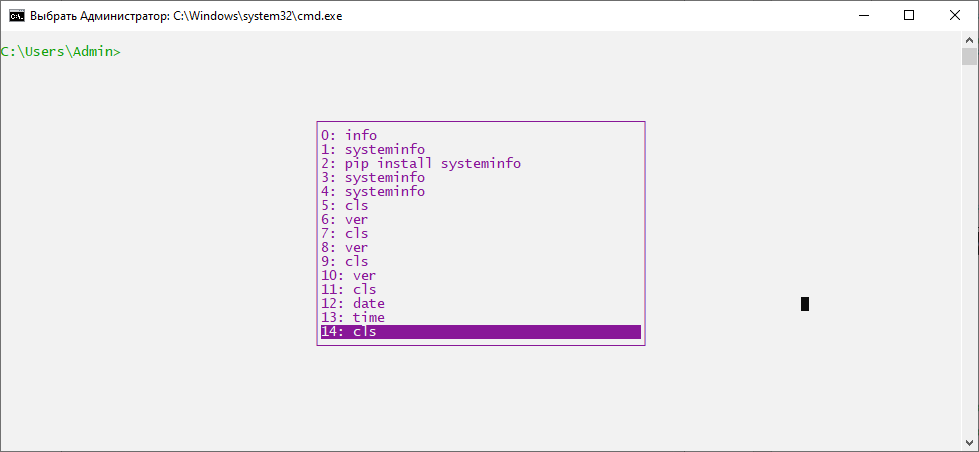 Выбрать Администратор: C:\Windows\system32\cmd.exe
C:\Users\Admin>
0: info
1: systeminfo
2: pip install systeminfo
3: systeminfo
4: systeminfo
5: cls
6: ver
7: cls
8: ver
9: cls
10: ver
11: cls
12: date
13: time
14: cls